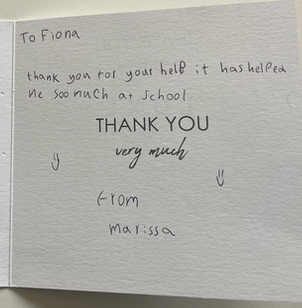 To Fiona
thank you for your help it has helped
me soo much at school
THANK YOU
very much
From
marissa